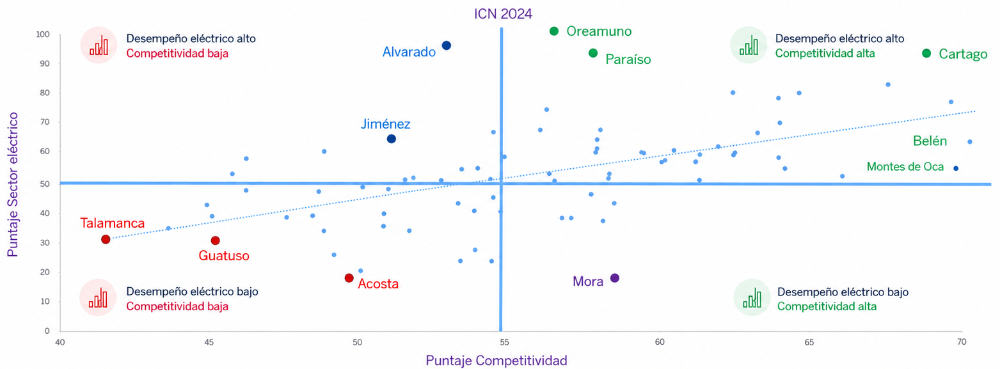 ICN 2024
Desempeño eléctrico alto
Competitividad baja
Desempeño eléctrico alto
Competitividad alta
Alvarado
Oreamuno
Paraíso
Cartago
Jiménez
Belén
Montes de Oca
Talamanca
Guatuso
Acosta
Mora
Desempeño eléctrico bajo
Competitividad baja
Desempeño eléctrico bajo
Competitividad alta
Puntaje Sector eléctrico
100
90
80
70
60
50
40
30
20
10
0
40 45 50 55 60 65 70
Puntaje Competitividad